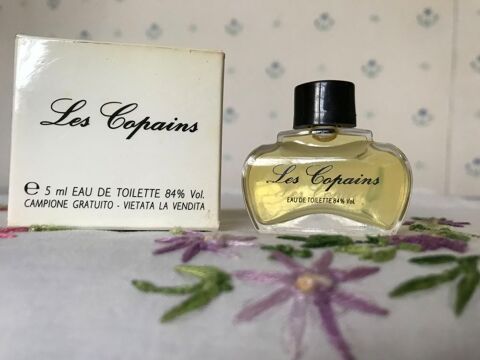 Les Copains
℮ 5 ml EAU DE TOILETTE 84% Vol.
CAMPIONE GRATUITO - VIETATA LA VENDITA
Les Copains
EAU DE TOILETTE 84% Vol.